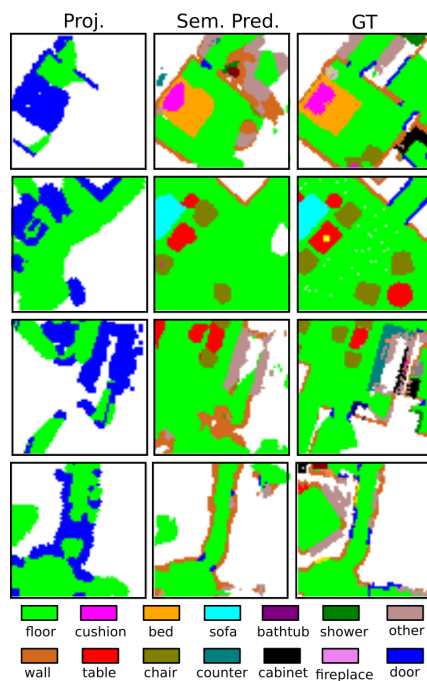 Proj. Sem. Pred. GT
floor cushion bed sofa bathtub shower other
wall table chair counter cabinet fireplace door